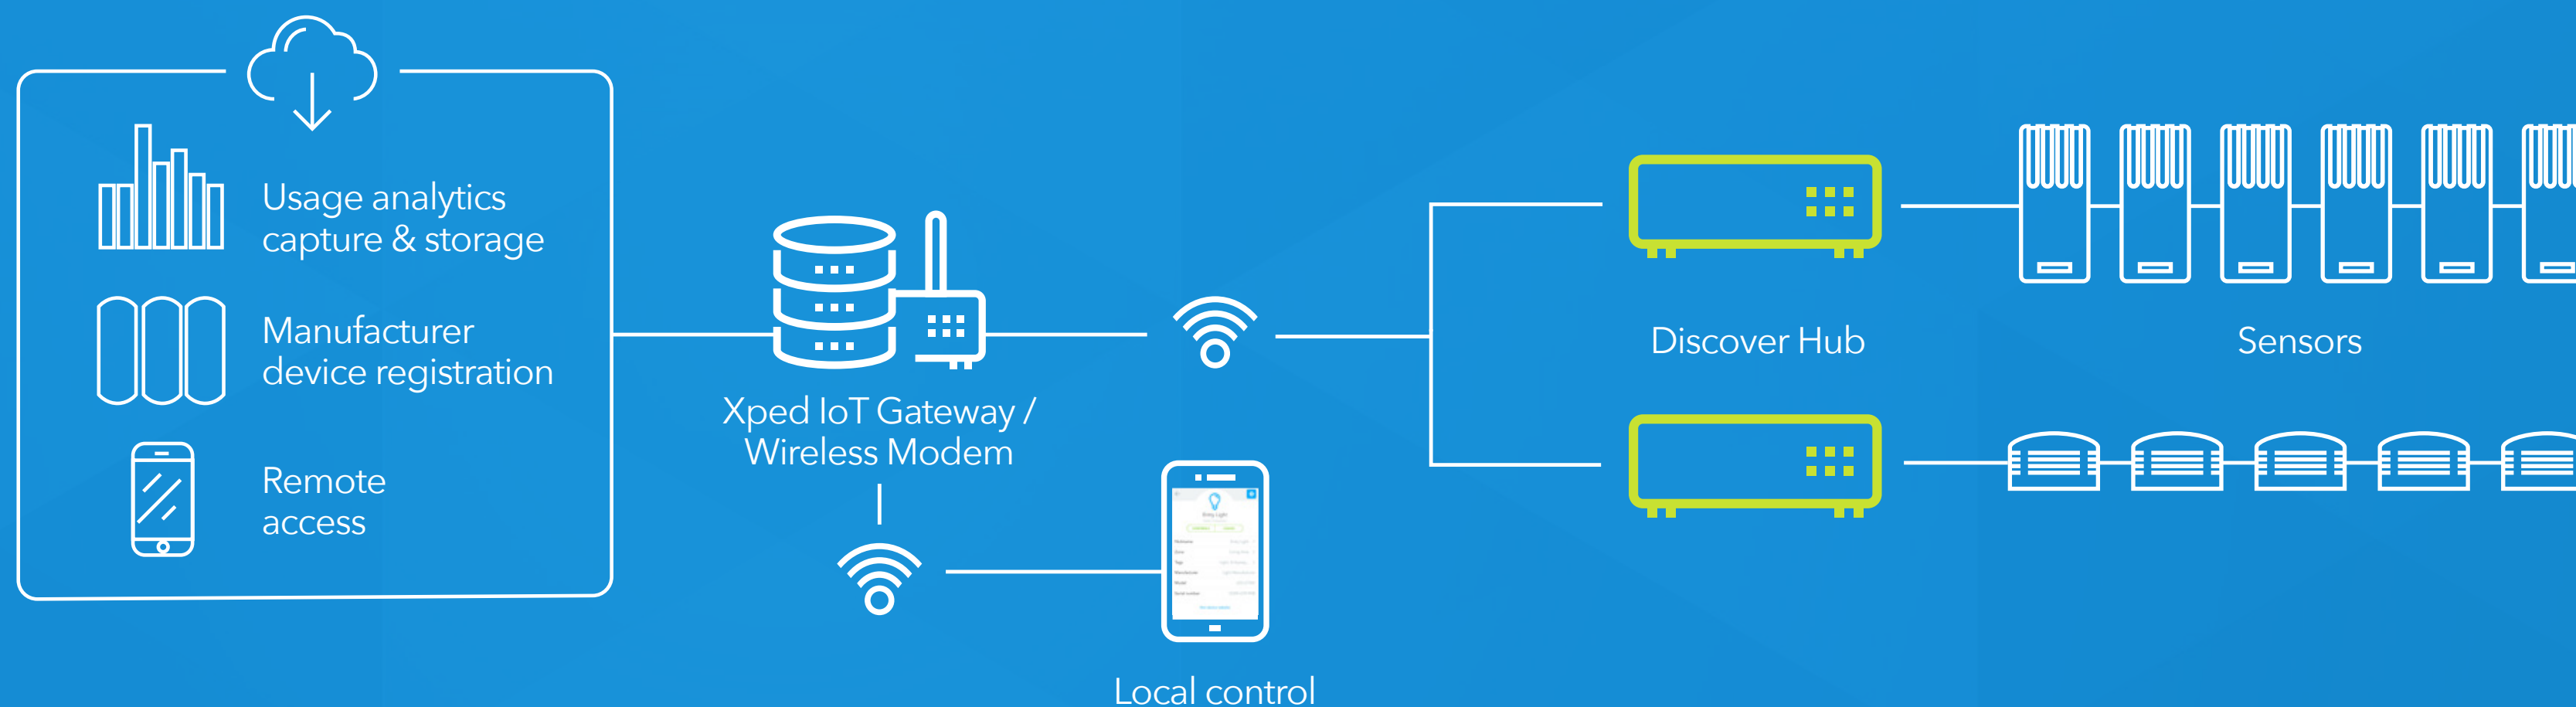 Usage analytics
capture & storage
Manufacturer
device registration
Remote
access
Xped IoT Gateway /
Wireless Modem
Local control
Discover Hub
Sensors